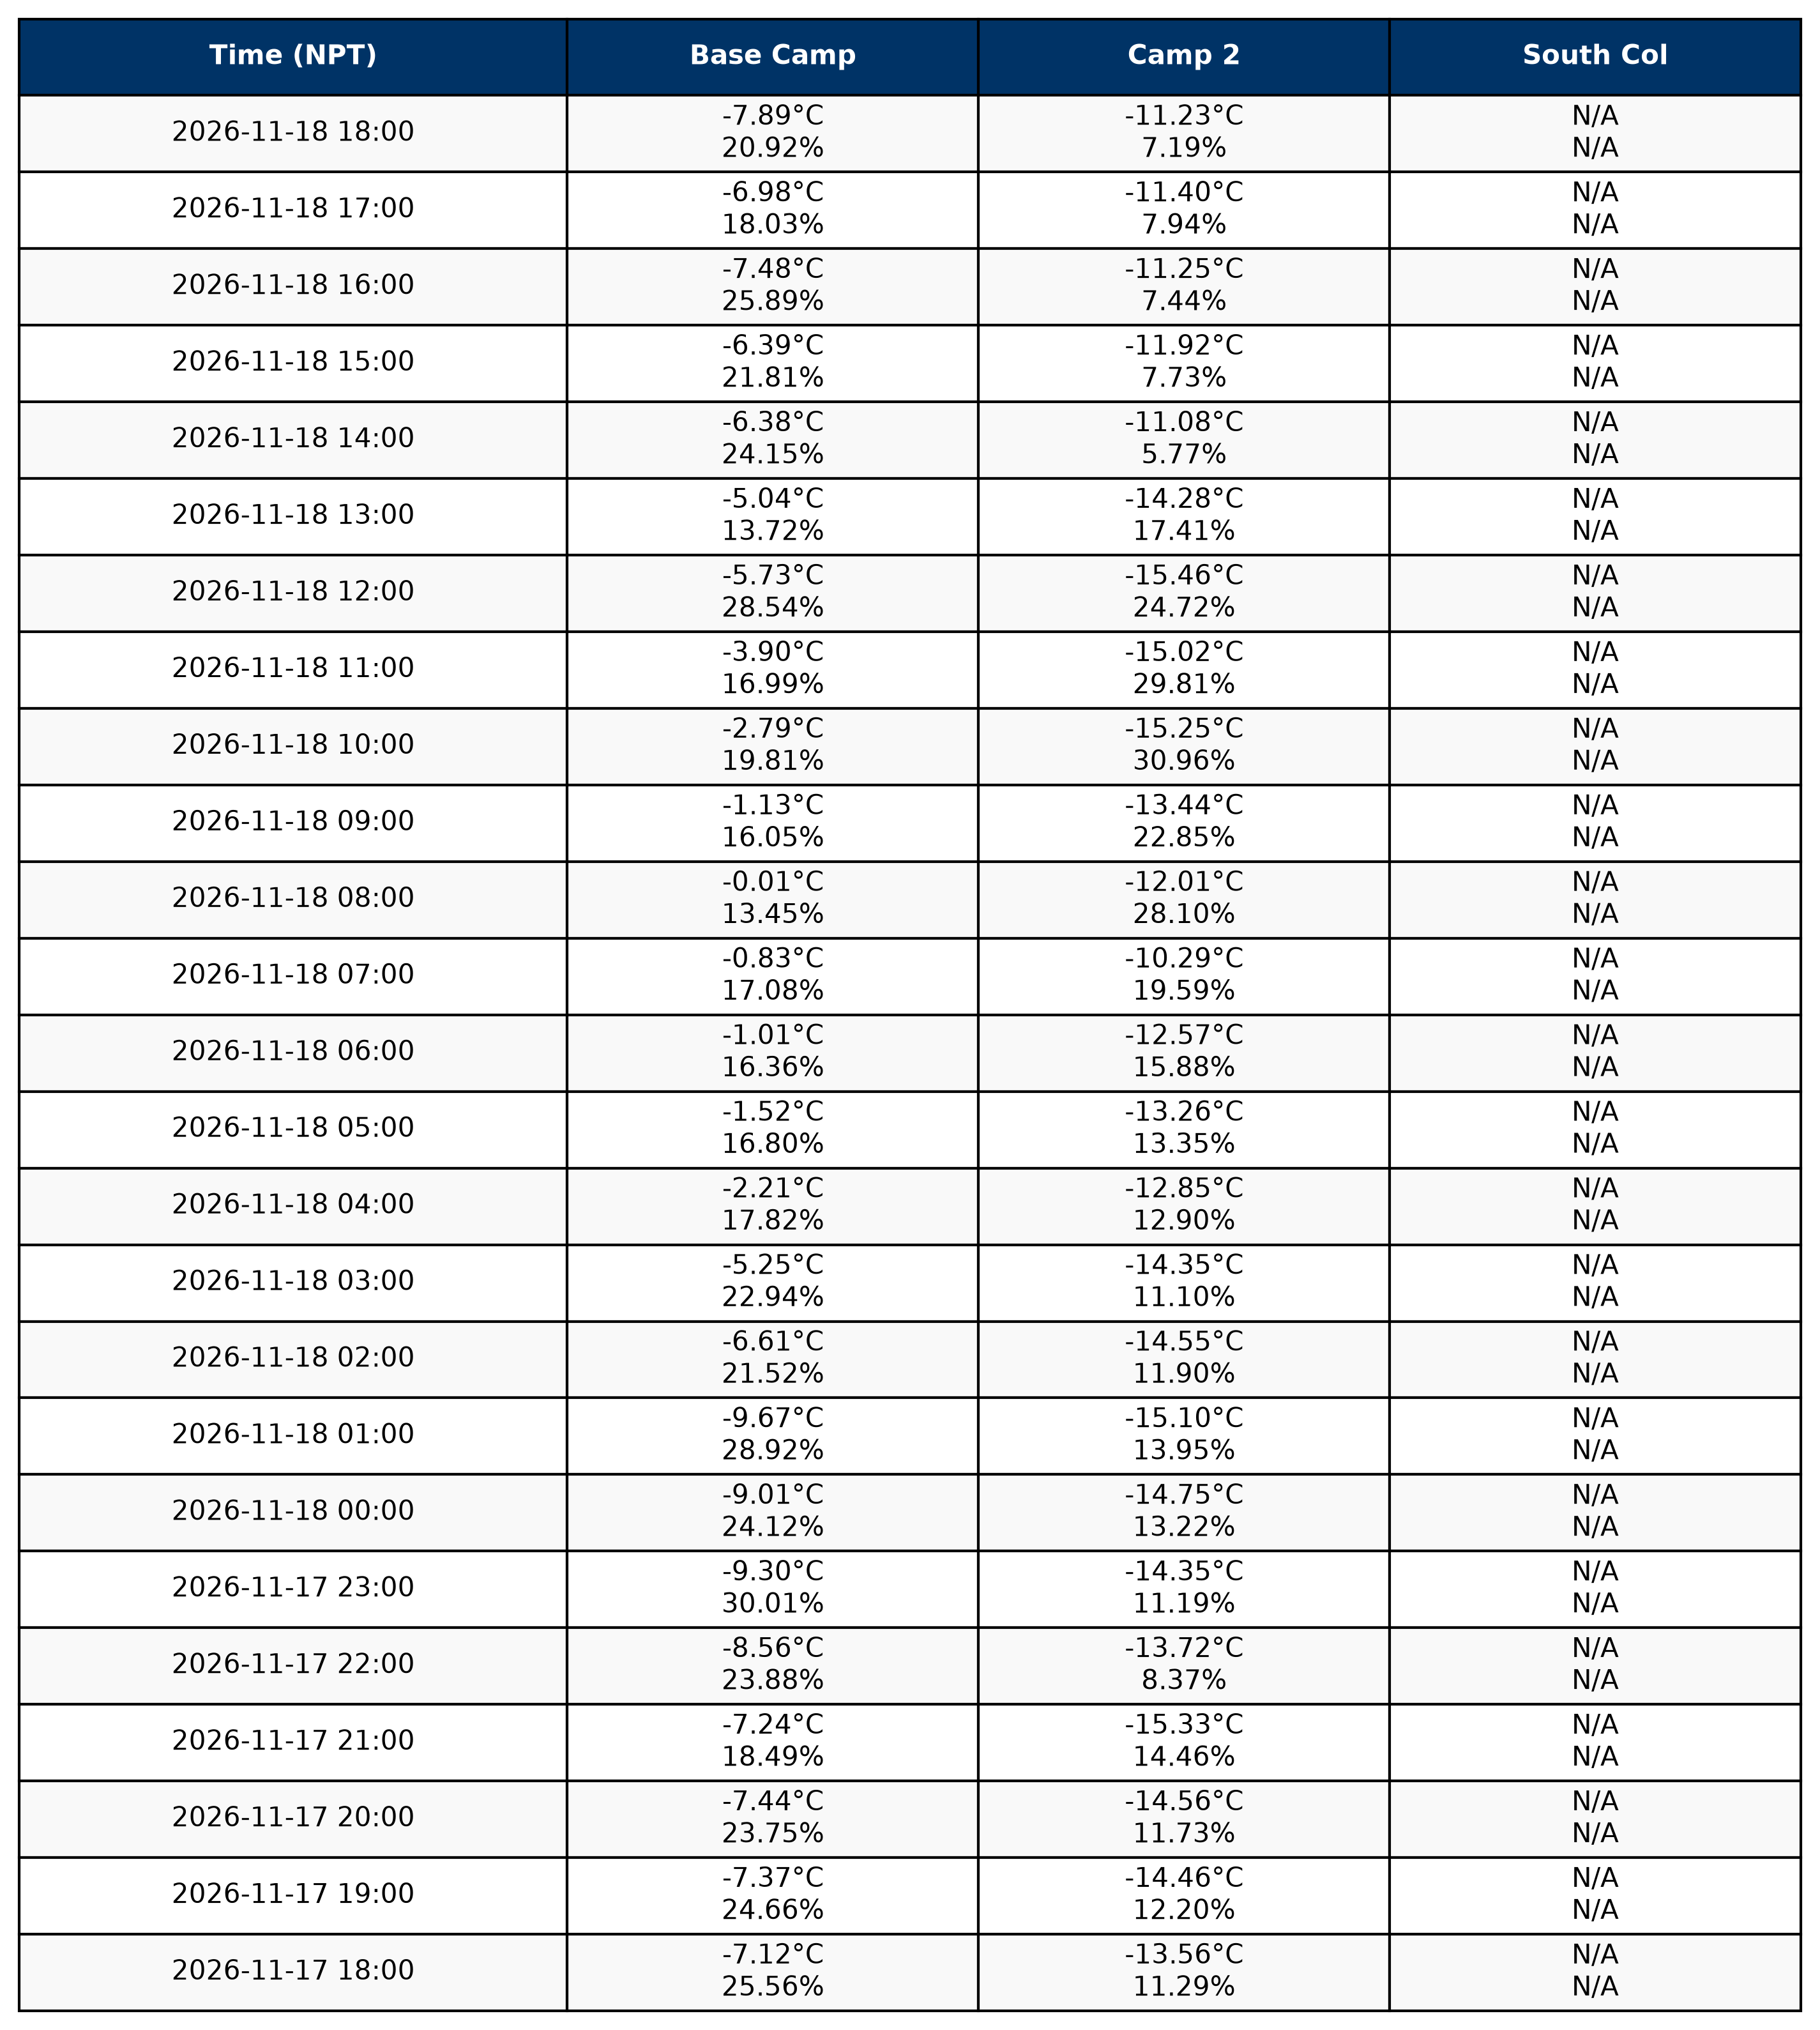 Time (NPT) Base Camp Camp 2 South Col
2026-11-18 18:00 -7.89°C -11.23°C N/A
20.92% 7.19% N/A
2026-11-18 17:00 -6.98°C -11.40°C N/A
18.03% 7.94% N/A
2026-11-18 16:00 -7.48°C -11.25°C N/A
25.89% 7.44% N/A
2026-11-18 15:00 -6.39°C -11.92°C N/A
21.81% 7.73% N/A
2026-11-18 14:00 -6.38°C -11.08°C N/A
24.15% 5.77% N/A
2026-11-18 13:00 -5.04°C -14.28°C N/A
13.72% 17.41% N/A
2026-11-18 12:00 -5.73°C -15.46°C N/A
28.54% 24.72% N/A
2026-11-18 11:00 -3.90°C -15.02°C N/A
16.99% 29.81% N/A
2026-11-18 10:00 -2.79°C -15.25°C N/A
19.81% 30.96% N/A
2026-11-18 09:00 -1.13°C -13.44°C N/A
16.05% 22.85% N/A
2026-11-18 08:00 -0.01°C -12.01°C N/A
13.45% 28.10% N/A
2026-11-18 07:00 -0.83°C -10.29°C N/A
17.08% 19.59% N/A
2026-11-18 06:00 -1.01°C -12.57°C N/A
16.36% 15.88% N/A
2026-11-18 05:00 -1.52°C -13.26°C N/A
16.80% 13.35% N/A
2026-11-18 04:00 -2.21°C -12.85°C N/A
17.82% 12.90% N/A
2026-11-18 03:00 -5.25°C -14.35°C N/A
22.94% 11.10% N/A
2026-11-18 02:00 -6.61°C -14.55°C N/A
21.52% 11.90% N/A
2026-11-18 01:00 -9.67°C -15.10°C N/A
28.92% 13.95% N/A
2026-11-18 00:00 -9.01°C -14.75°C N/A
24.12% 13.22% N/A
2026-11-17 23:00 -9.30°C -14.35°C N/A
30.01% 11.19% N/A
2026-11-17 22:00 -8.56°C -13.72°C N/A
23.88% 8.37% N/A
2026-11-17 21:00 -7.24°C -15.33°C N/A
18.49% 14.46% N/A
2026-11-17 20:00 -7.44°C -14.56°C N/A
23.75% 11.73% N/A
2026-11-17 19:00 -7.37°C -14.46°C N/A
24.66% 12.20% N/A
2026-11-17 18:00 -7.12°C -13.56°C N/A
25.56% 11.29% N/A